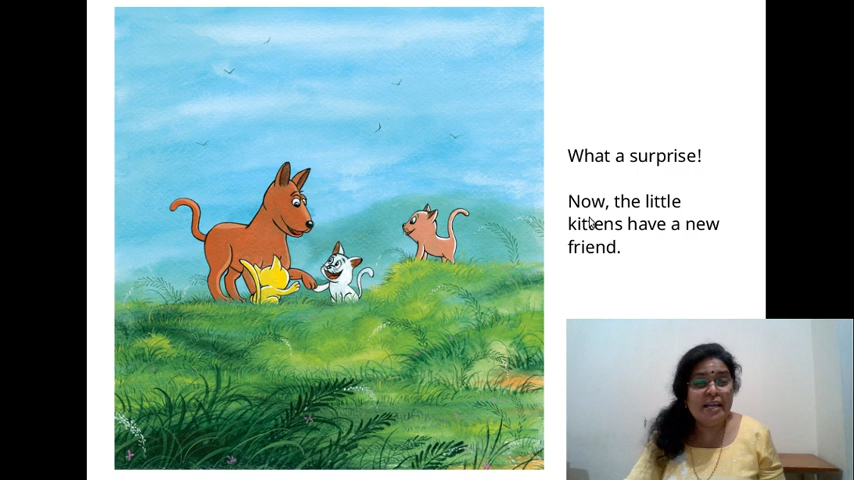 What a surprise!
Now, the little
kittens have a new
friend.